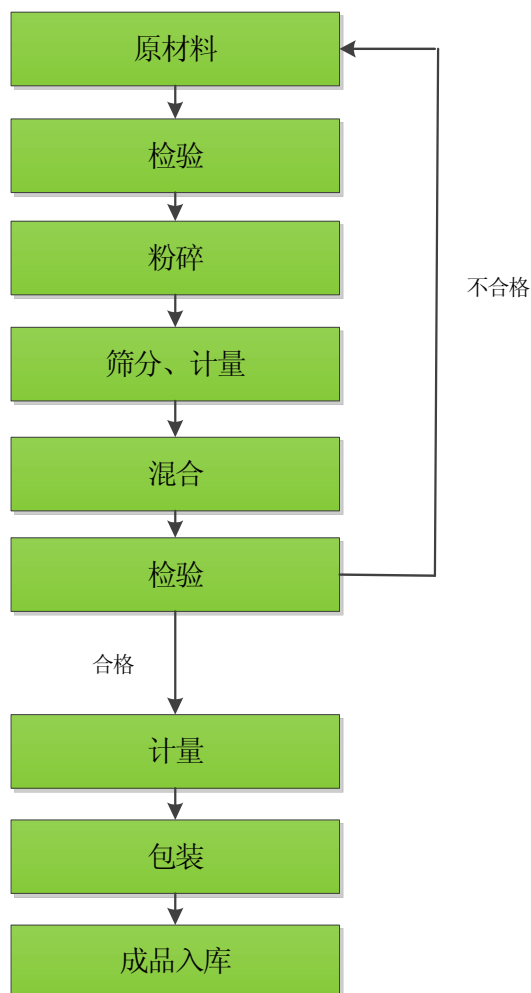 原材料
检验
粉碎
不合格
筛分、计量
混合
检验
合格
计量
包装
成品入库